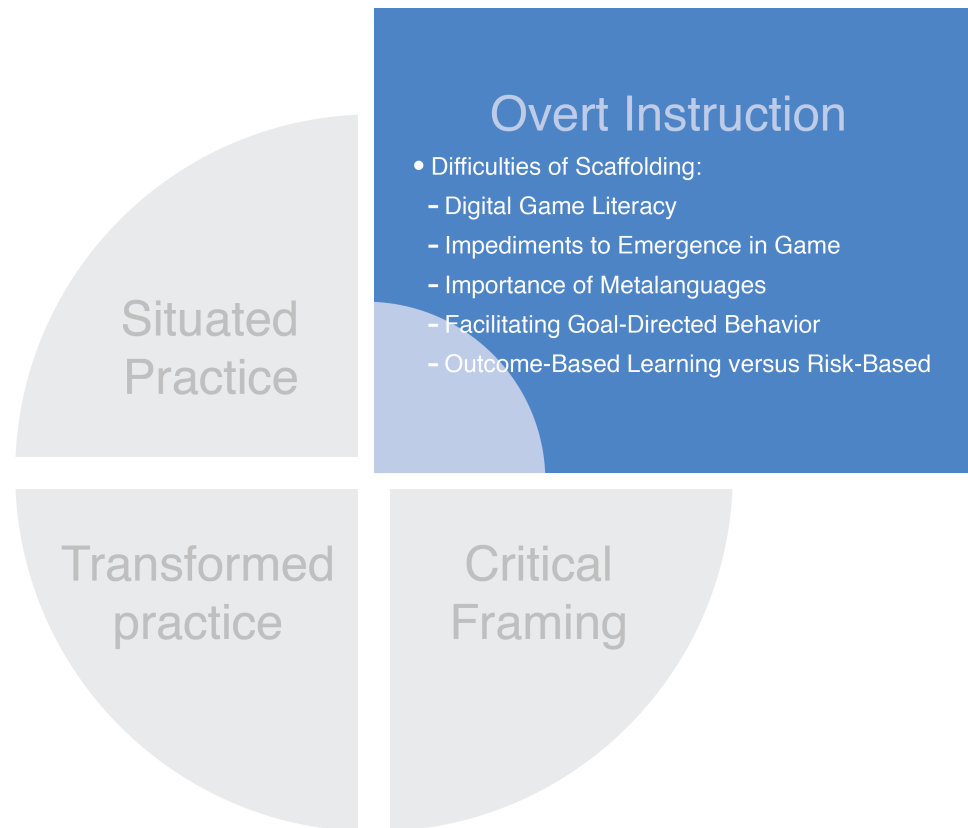 Overt Instruction
• Difficulties of Scaffolding:
- Digital Game Literacy
- Impediments to Emergence in Game
- Importance of Metalanguages
- Facilitating Goal-Directed Behavior
- Outcome-Based Learning versus Risk-Based
Situated
Practice
Transformed
practice
Critical
Framing